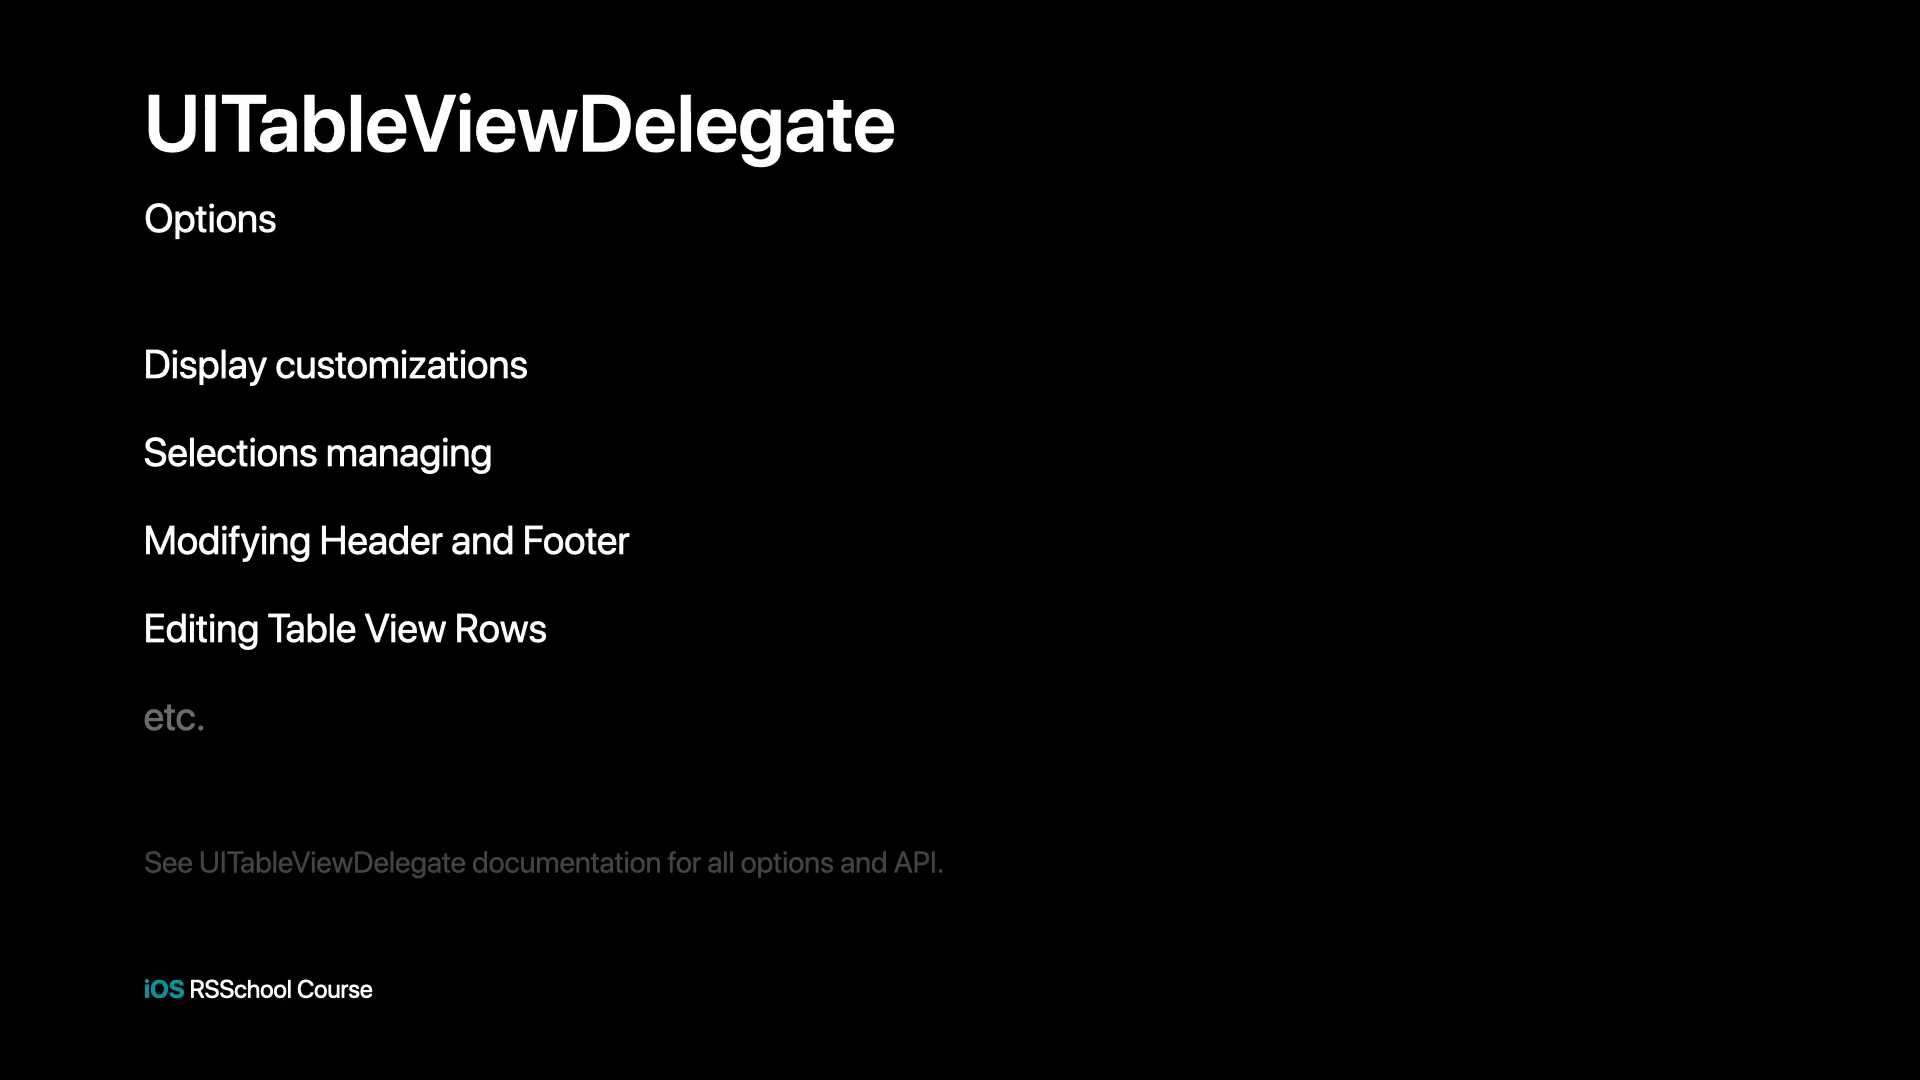 UITableViewDelegate
Options
Display customizations
Selections managing
Modifying Header and Footer
Editing Table View Rows
etc.
See UITableViewDelegate documentation for all options and API.
iOS RSSchool Course